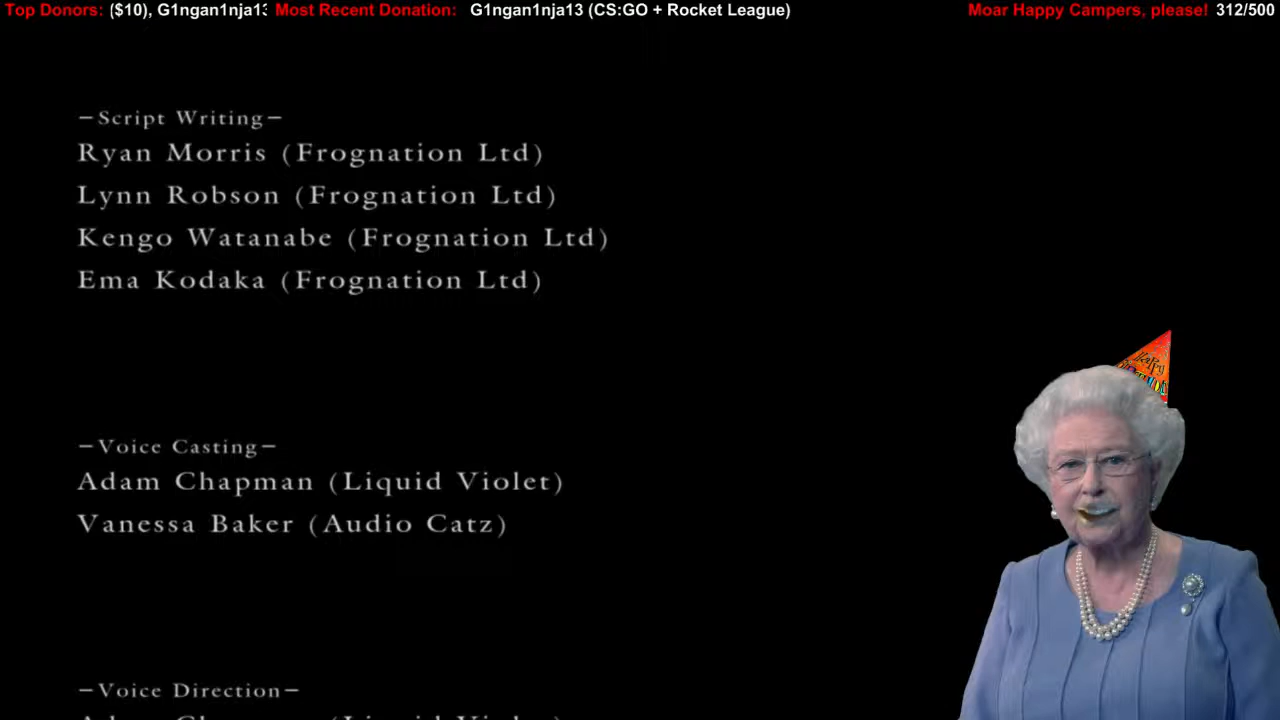 Top Donors: ($10), G1ngan1nja13 Most Recent Donation: G1ngan1nja13 (CS:GO + Rocket League) Moar Happy Campers, please! 312/500
—Script Writing—
Ryan Morris (Frognation Ltd)
Lynn Robson (Frognation Ltd)
Kengo Watanabe (Frognation Ltd)
Ema Kodaka (Frognation Ltd)
Happy
—Voice Casting—
Adam Chapman (Liquid Violet)
Vanessa Baker (Audio Catz)
—Voice Direction—